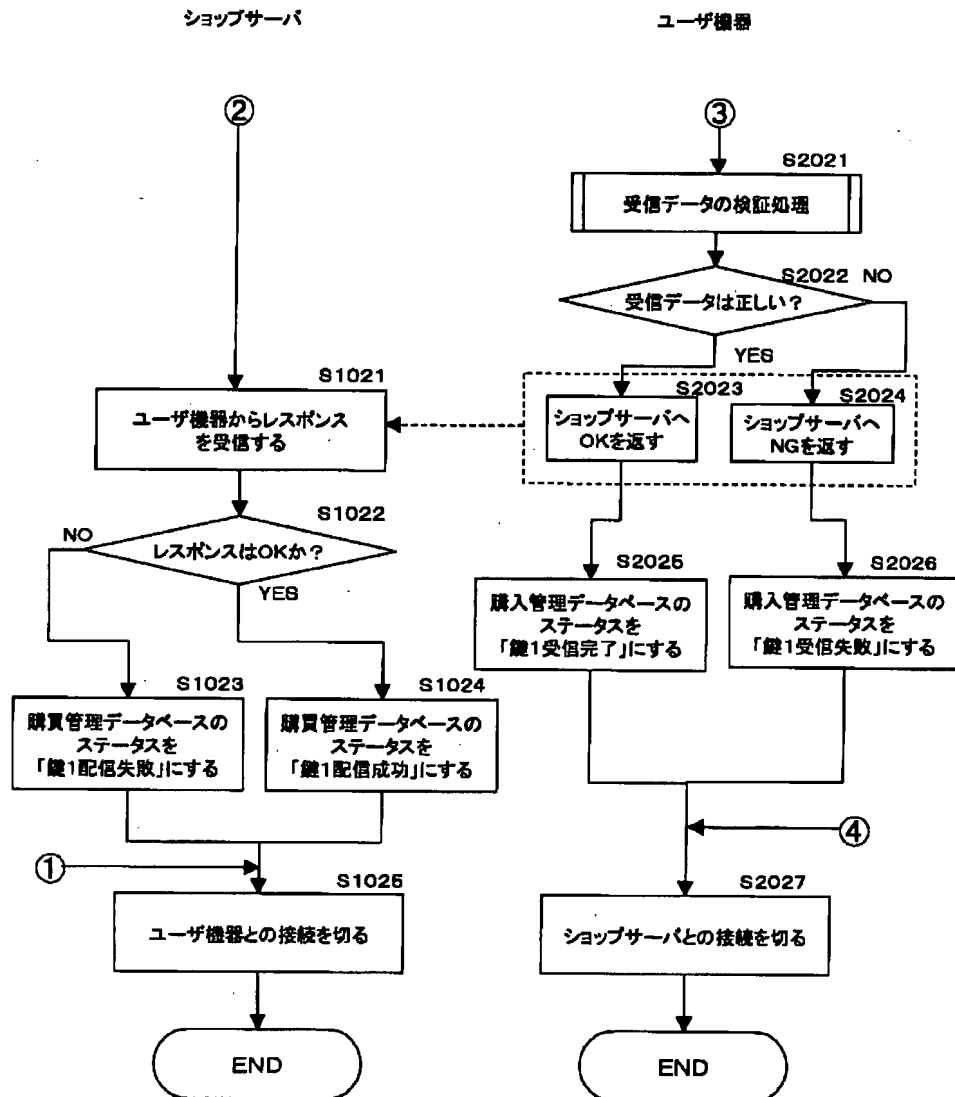 ショップサーバ
ユーザ機器
②
③
S2021
受信データの検証処理
S2022 NO
受信データは正しい？
YES
S1021
ユーザ機器からレスポンス
を受信する
S2023
ショップサーバへ
OKを返す
S2024
ショップサーバへ
NGを返す
S1022
NO
レスポンスはOKか？
YES
S2025
購入管理データベースの
ステータスを
「鍵1受信完了」にする
S2026
購入管理データベースの
ステータスを
「鍵1受信失敗」にする
S1023
購買管理データベースの
ステータスを
「鍵1配信失敗」にする
S1024
購買管理データベースの
ステータスを
「鍵1配信成功」にする
①
④
S1025
ユーザ機器との接続を切る
S2027
ショップサーバとの接続を切る
END
END